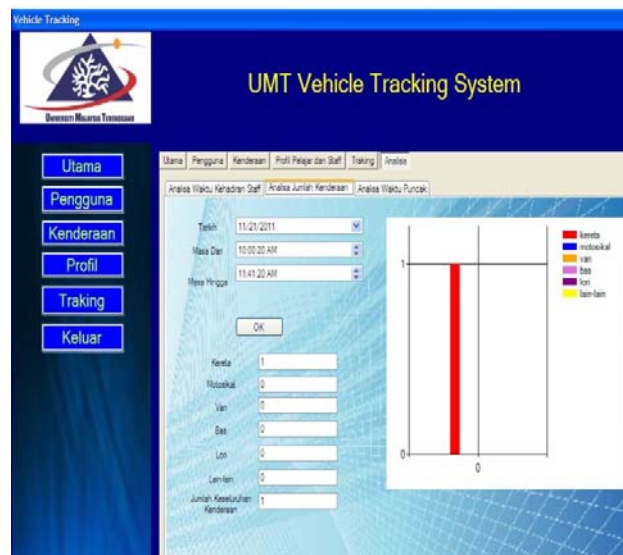 Vehicle Tracking
UNIVERSITI MALAYSIA TERENGGANU
UMT Vehicle Tracking System
Utama
Pengguna
Kenderaan
Profil
Traking
Keluar
Utama Pengguna Kenderaan Profil Pelajar dan Staff Traking Analisa
Analisa Waktu Kehadiran Staff Analisa Jumlah Kenderaan Analisa Waktu Puncak
Tarikh 11/21/2011
Masa Dari 10:00:20 AM
Masa Hingga 11:41:20 AM
OK
Kereta 1
Motosikal 0
Van 0
Bas 0
Lori 0
Lain-lain 0
Jumlah Keseluruhan Kenderaan 1
kereta
motosikal
van
bas
lori
lain-lain
1
0
0